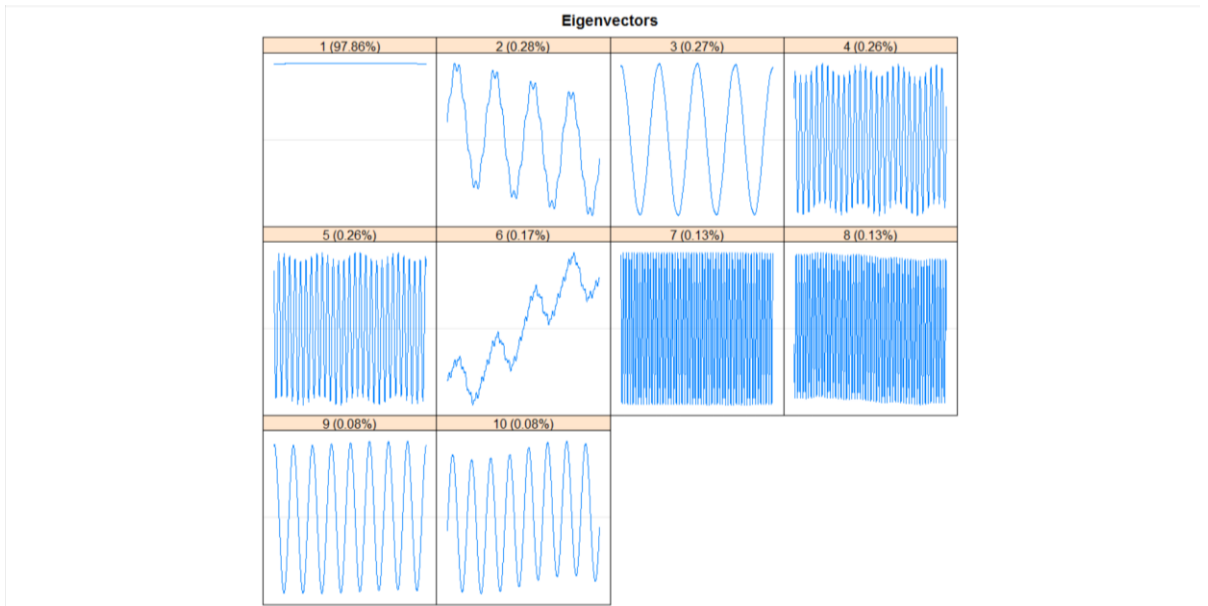 Eigenvectors
1 (97.86%) 2 (0.28%) 3 (0.27%) 4 (0.26%)
5 (0.26%) 6 (0.17%) 7 (0.13%) 8 (0.13%)
9 (0.08%) 10 (0.08%)